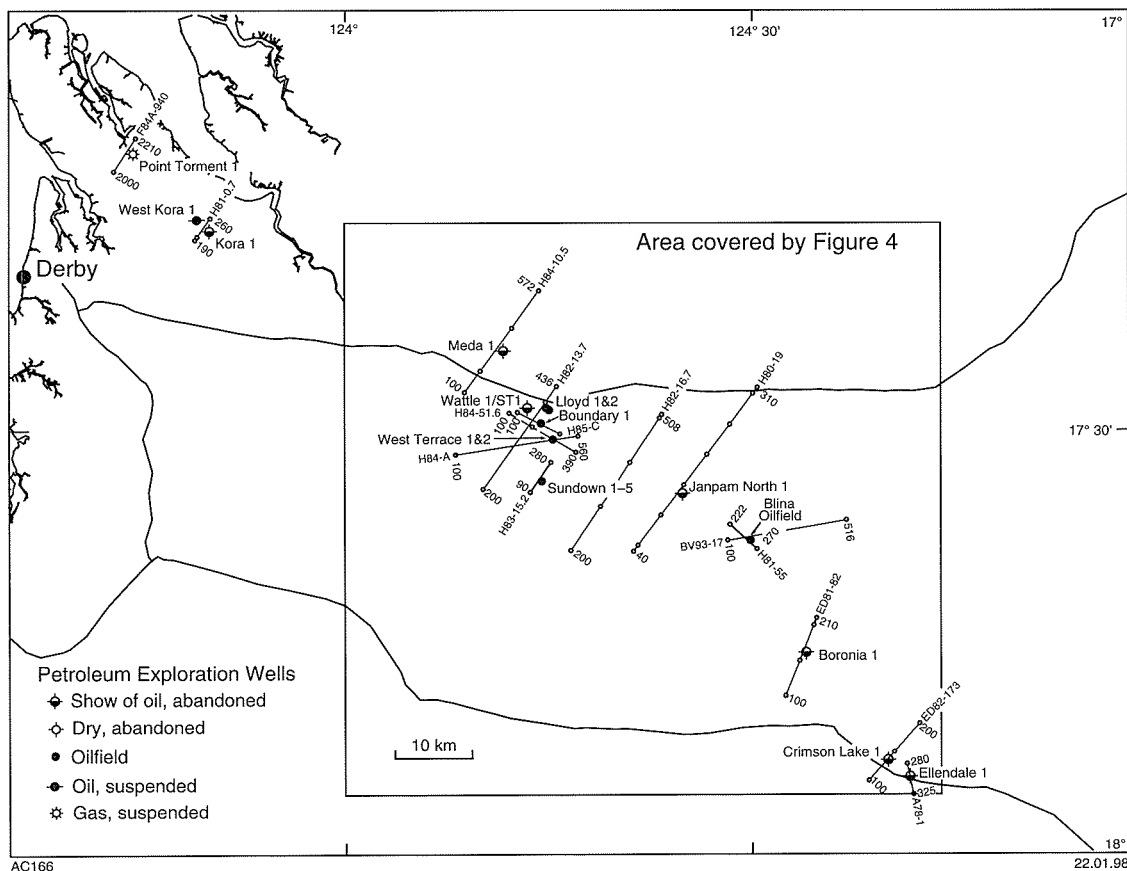 124°
124° 30'
17°
F84A-940
2210
Point Torment 1
2000
West Kora 1
H81-0.7
260
Kora 1
190
Derby
Area covered by Figure 4
572
H84-10.5
Meda 1
100
436
H82-13.7
Wattle 1/ST1
Lloyd 1&2
H84-51.6
100
100
Boundary 1
H85-C
West Terrace 1&2
H84-A
100
280
390
560
200
90
H83-15.2
Sundown 1–5
H82-16.7
508
200
H80-19
310
Janpam North 1
40
17° 30'
Blina
Oilfield
222
270
516
BV93-17
100
H81-55
ED81-82
210
Boronia 1
100
ED82-173
200
Crimson Lake 1
100
280
Ellendale 1
325
A78-1
10 km
Petroleum Exploration Wells
Show of oil, abandoned
Dry, abandoned
Oilfield
Oil, suspended
Gas, suspended
18°
AC166
22.01.98